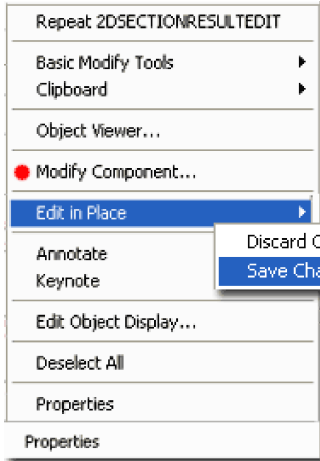 Repeat 2DSECTIONRESULTEDIT
Basic Modify Tools
Clipboard
Object Viewer...
Modify Component...
Edit in Place
Discard
Save
Annotate
Keynote
Edit Object Display...
Deselect All
Properties
Properties